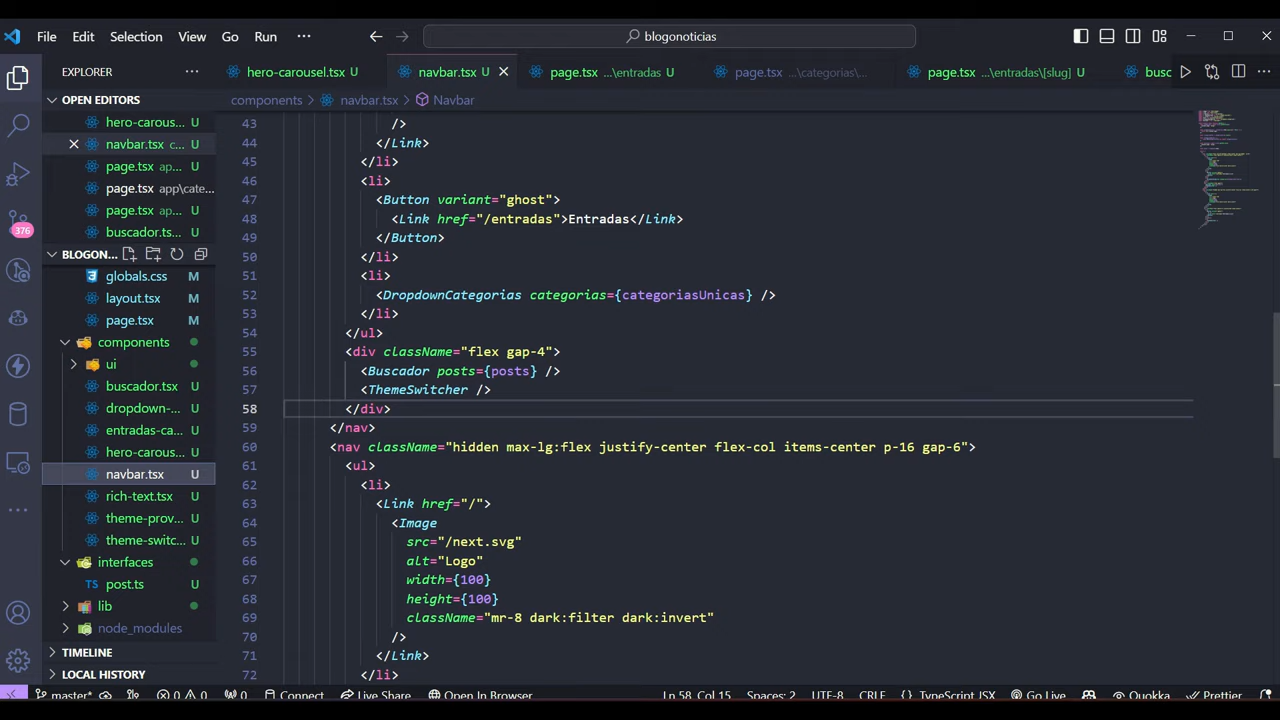 File Edit Selection View Go Run ··· blogonoticias
EXPLORER ···
hero-carousel.tsx U navbar.tsx U page.tsx ...\entradas U page.tsx ...\categorias\... page.tsx ...\entradas\[slug] U busc
OPEN EDITORS
components > navbar.tsx > Navbar
hero-carous... U
navbar.tsx c... U
page.tsx ap... U
page.tsx app\cate...
page.tsx ap... U
buscador.ts... U
BLOGON...
globals.css M
layout.tsx M
page.tsx M
components
ui
buscador.tsx U
dropdown-... U
entradas-ca... U
hero-carous... U
navbar.tsx U
rich-text.tsx U
theme-prov... U
theme-switc... U
interfaces
TS post.ts U
lib
node_modules
TIMELINE
LOCAL HISTORY
376
43 />
44 </Link>
45 </li>
46 <li>
47 <Button variant="ghost">
48 <Link href="/entradas">Entradas</Link>
49 </Button>
50 </li>
51 <li>
52 <DropdownCategorias categorias={categoriasUnicas} />
53 </li>
54 </ul>
55 <div className="flex gap-4">
56 <Buscador posts={posts} />
57 <ThemeSwitcher />
58 </div>
59 </nav>
60 <nav className="hidden max-lg:flex justify-center flex-col items-center p-16 gap-6">
61 <ul>
62 <li>
63 <Link href="/">
64 <Image
65 src="/next.svg"
66 alt="Logo"
67 width={100}
68 height={100}
69 className="mr-8 dark:filter dark:invert"
70 />
71 </Link>
72 </li>
master* 0 0 0 Connect Live Share Open In Browser Ln 58, Col 15 Spaces: 2 UTF-8 CRLF {} TypeScript JSX Go Live Quokka Prettier